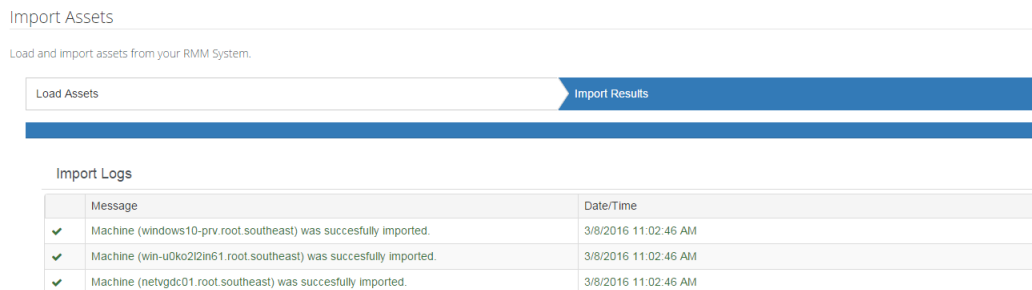 Import Assets
Load and import assets from your RMM System.
Load Assets Import Results
Import Logs
Message Date/Time
Machine (windows10-prv.root.southeast) was succesfully imported. 3/8/2016 11:02:46 AM
Machine (win-u0ko2l2in61.root.southeast) was succesfully imported. 3/8/2016 11:02:46 AM
Machine (netvgdc01.root.southeast) was succesfully imported. 3/8/2016 11:02:46 AM